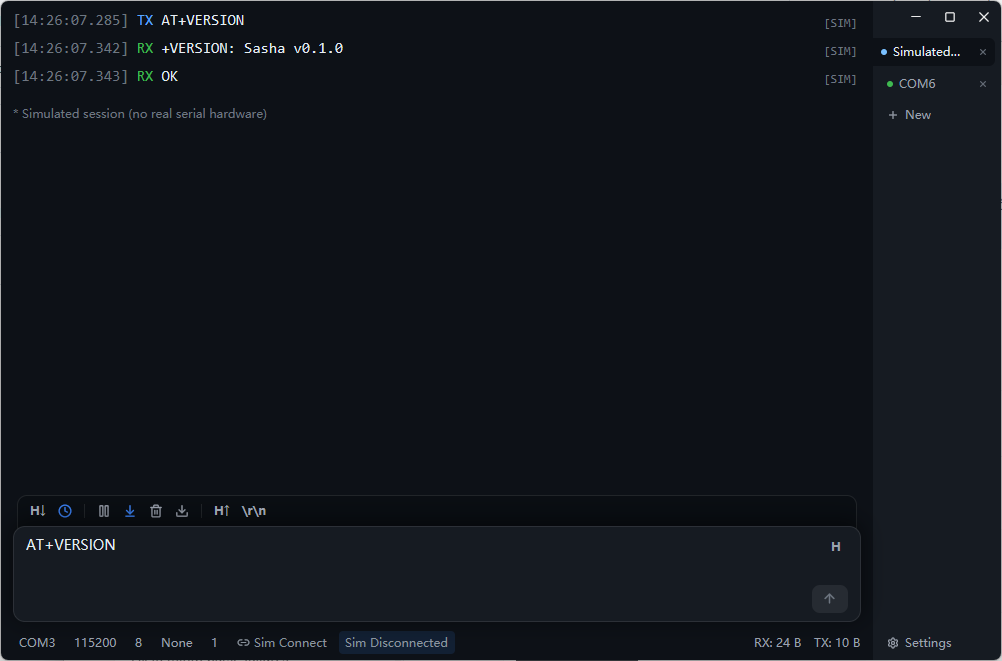 [14:26:07.285] TX AT+VERSION [SIM]
[14:26:07.342] RX +VERSION: Sasha v0.1.0 [SIM]
[14:26:07.343] RX OK [SIM]
* Simulated session (no real serial hardware)
Simulated... ×
COM6 ×
+ New
H↓ H↑ \r\n
AT+VERSION H
COM3 115200 8 None 1 Sim Connect Sim Disconnected RX: 24 B TX: 10 B Settings